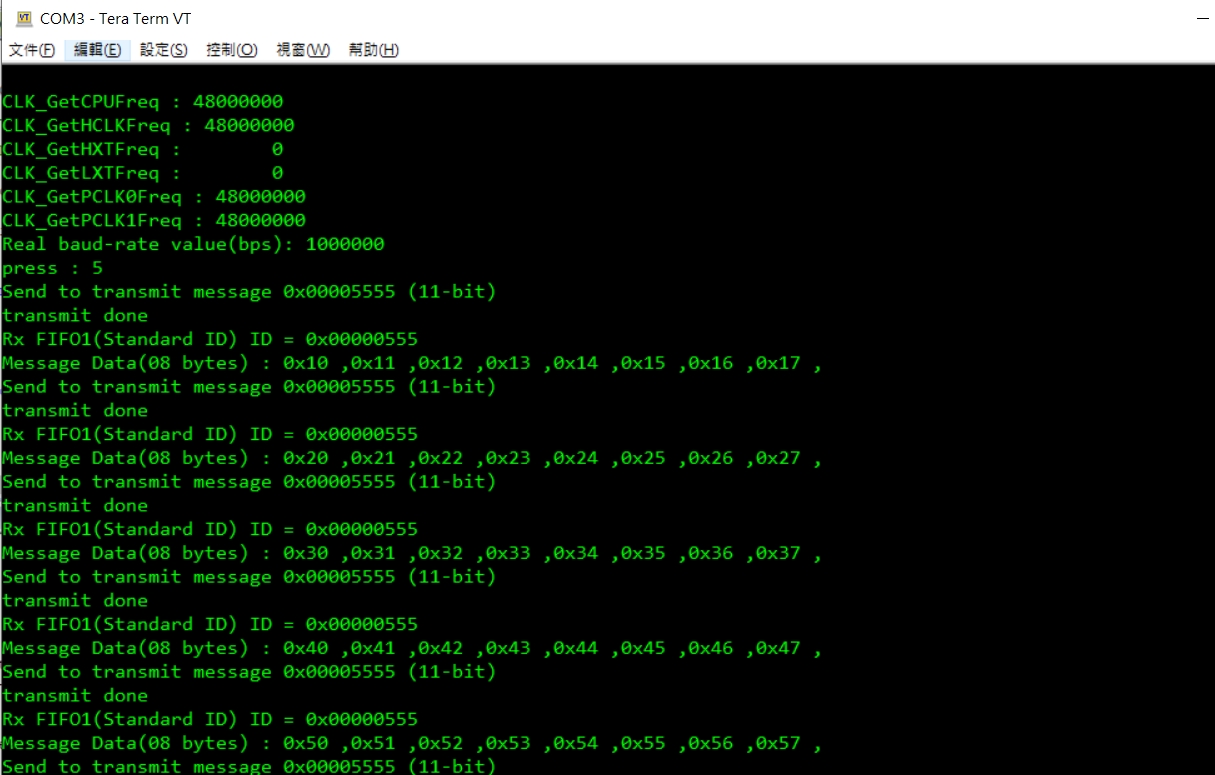 COM3 - Tera Term VT
文件(F) 編輯(E) 設定(S) 控制(O) 視窗(W) 幫助(H)
CLK_GetCPUFreq : 48000000
CLK_GetHCLKFreq : 48000000
CLK_GetHXTFreq :        0
CLK_GetLXTFreq :        0
CLK_GetPCLK0Freq : 48000000
CLK_GetPCLK1Freq : 48000000
Real baud-rate value(bps): 1000000
press : 5
Send to transmit message 0x00005555 (11-bit)
transmit done
Rx FIFO1(Standard ID) ID = 0x00000555
Message Data(08 bytes) : 0x10 ,0x11 ,0x12 ,0x13 ,0x14 ,0x15 ,0x16 ,0x17 ,
Send to transmit message 0x00005555 (11-bit)
transmit done
Rx FIFO1(Standard ID) ID = 0x00000555
Message Data(08 bytes) : 0x20 ,0x21 ,0x22 ,0x23 ,0x24 ,0x25 ,0x26 ,0x27 ,
Send to transmit message 0x00005555 (11-bit)
transmit done
Rx FIFO1(Standard ID) ID = 0x00000555
Message Data(08 bytes) : 0x30 ,0x31 ,0x32 ,0x33 ,0x34 ,0x35 ,0x36 ,0x37 ,
Send to transmit message 0x00005555 (11-bit)
transmit done
Rx FIFO1(Standard ID) ID = 0x00000555
Message Data(08 bytes) : 0x40 ,0x41 ,0x42 ,0x43 ,0x44 ,0x45 ,0x46 ,0x47 ,
Send to transmit message 0x00005555 (11-bit)
transmit done
Rx FIFO1(Standard ID) ID = 0x00000555
Message Data(08 bytes) : 0x50 ,0x51 ,0x52 ,0x53 ,0x54 ,0x55 ,0x56 ,0x57 ,
Send to transmit message 0x00005555 (11-bit)